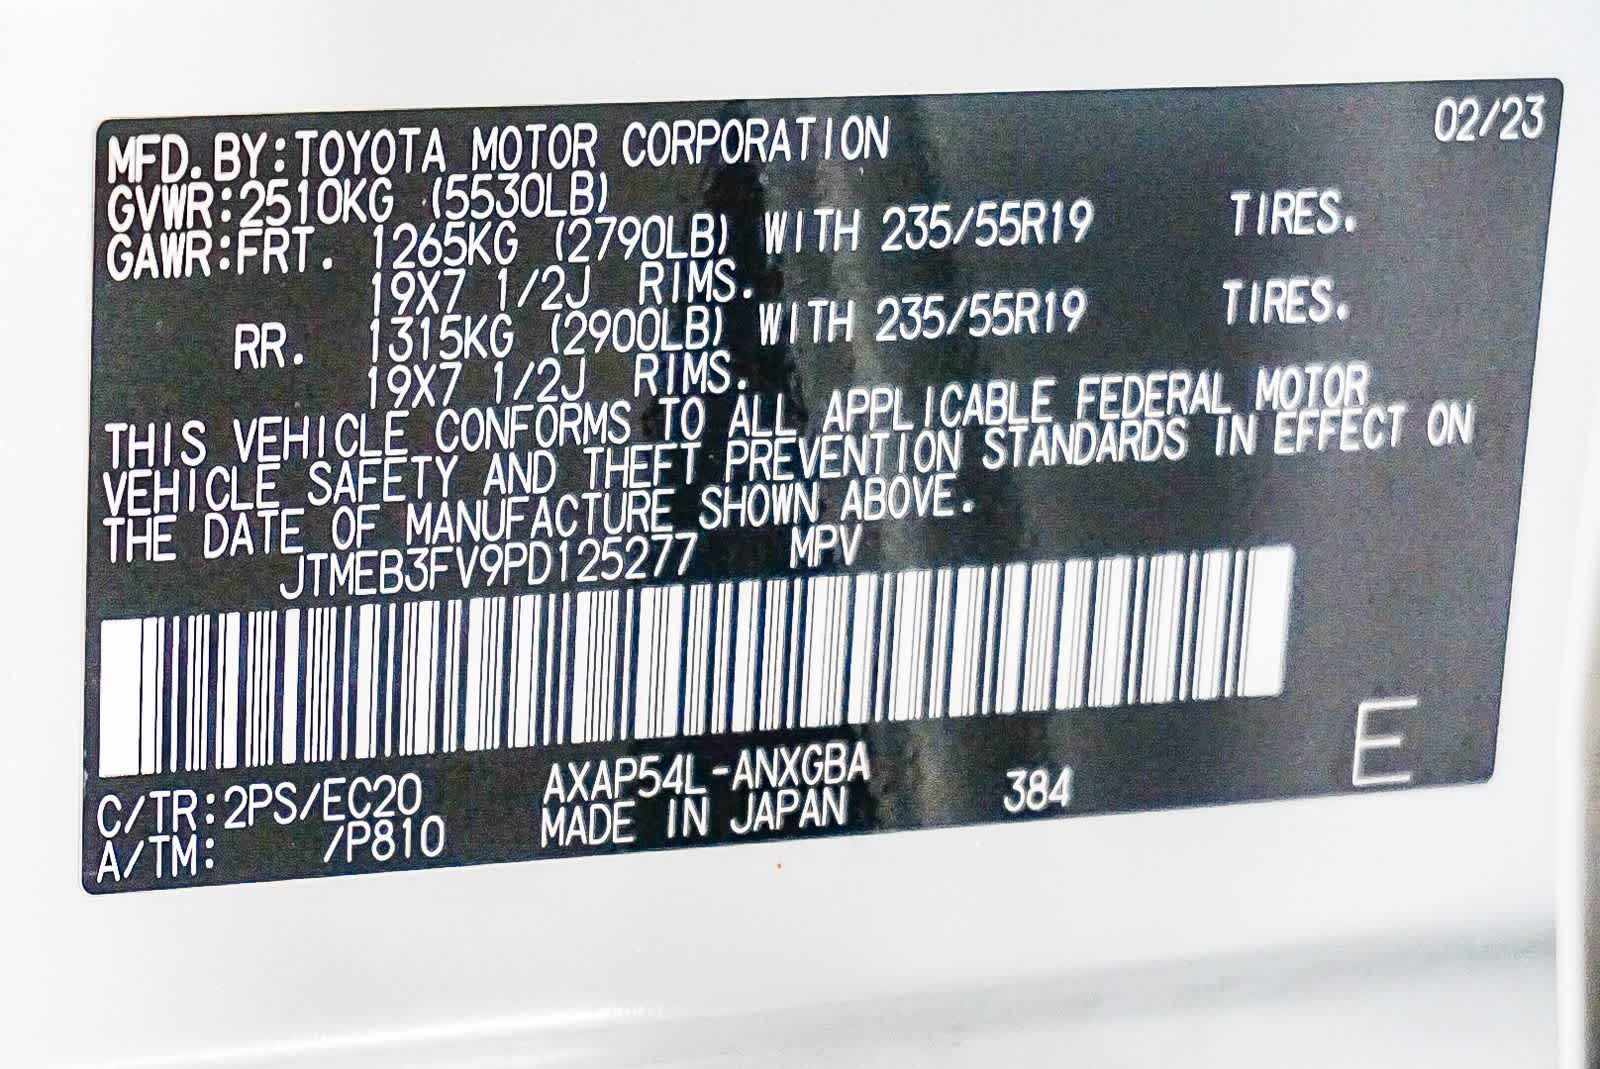 02/23
MFD. BY: TOYOTA MOTOR CORPORATION
GVWR: 2510KG (5530LB)
GAWR: FRT. 1265KG (2790LB) WITH 235/55R19 TIRES.
19X7 1/2J RIMS.
RR. 1315KG (2900LB) WITH 235/55R19 TIRES.
19X7 1/2J RIMS.
THIS VEHICLE CONFORMS TO ALL APPLICABLE FEDERAL MOTOR
VEHICLE SAFETY AND THEFT PREVENTION STANDARDS IN EFFECT ON
THE DATE OF MANUFACTURE SHOWN ABOVE.
JTMEB3FV9PD125277 MPV
C/TR: 2PS/EC20 AXAP54L-ANXGBA 384 E
A/TM: /P810 MADE IN JAPAN